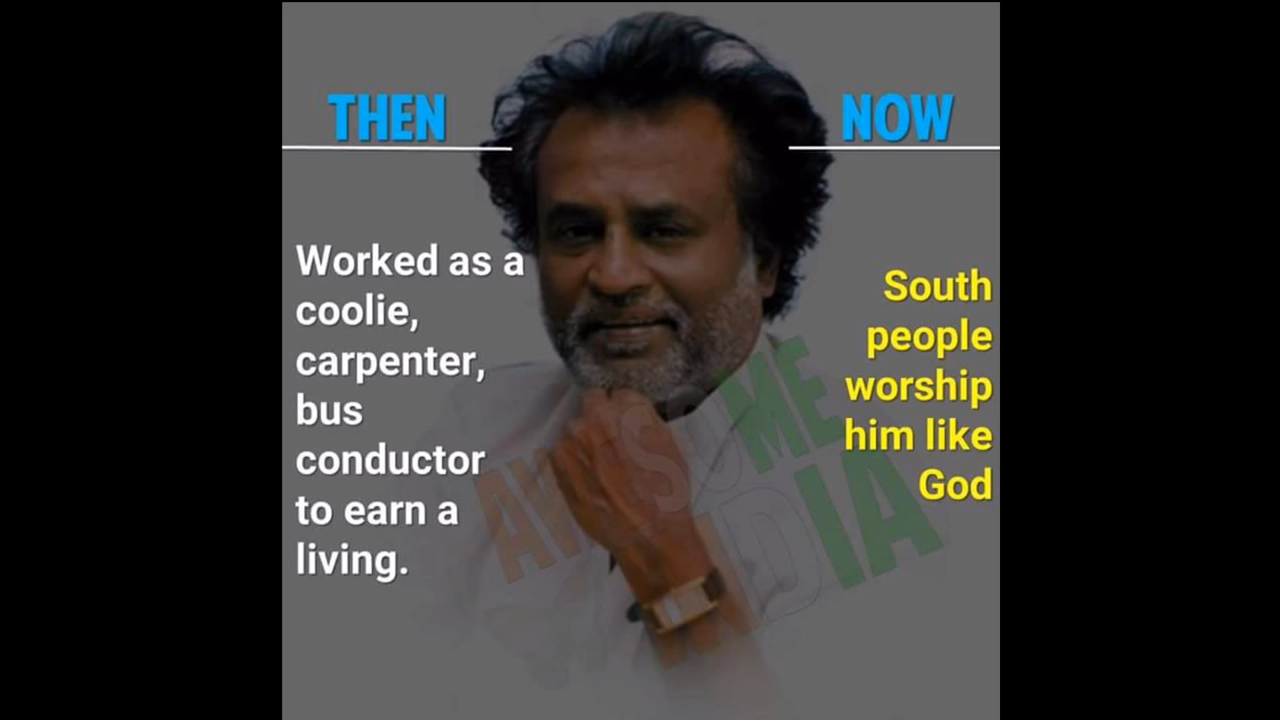 THEN
NOW
Worked as a
coolie,
carpenter,
bus
conductor
to earn a
living.
South
people
worship
him like
God
AWESOME
INDIA